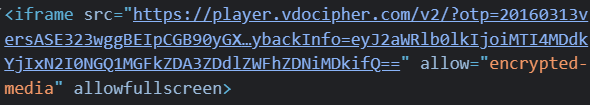 <iframe src="https://player.vdocipher.com/v2/?otp=20160313v
ersASE323wggBEIpCGB90yGX…ybackInfo=eyJ2aWRlb0lkIjoiMTI4MDdk
YjIxN2I0NGQ1MGFkZDA3ZDdlZWFhZDNiMDkifQ==" allow="encrypted-
media" allowfullscreen>